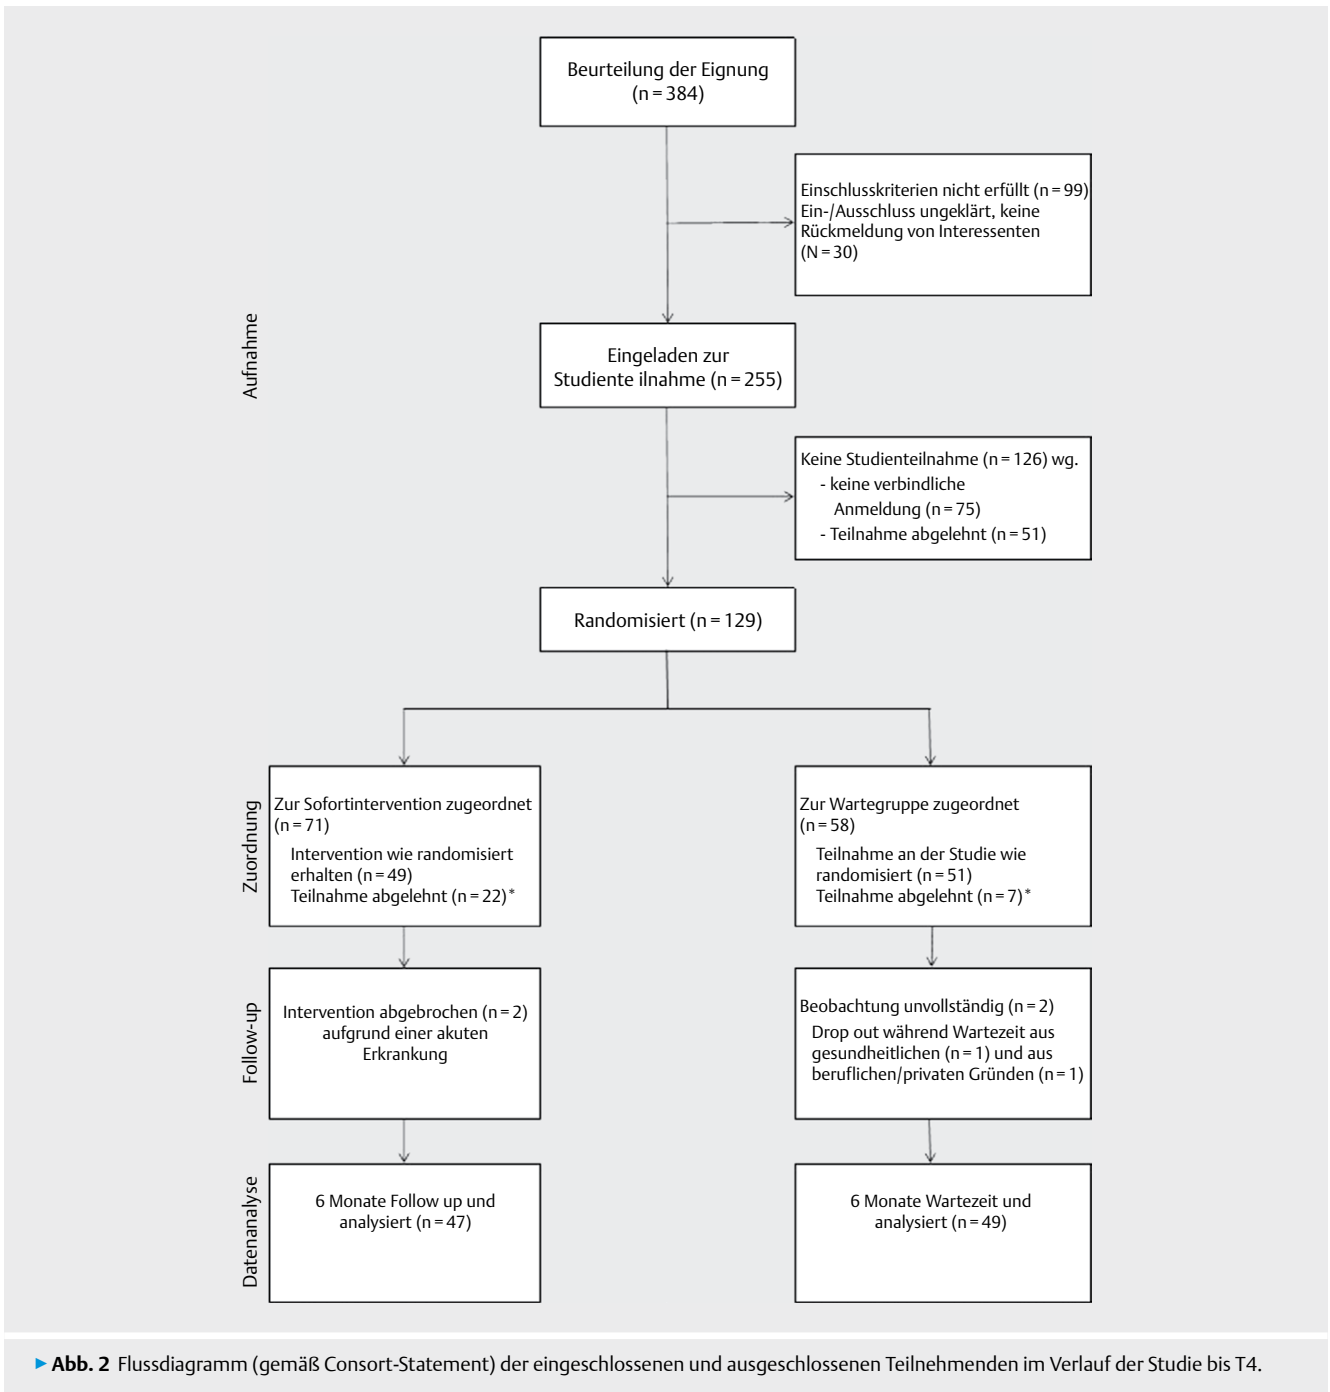 Beurteilung der Eignung
(n = 384)
Einschlusskriterien nicht erfüllt (n = 99)
Ein-/Ausschluss ungeklärt, keine
Rückmeldung von Interessenten
(N = 30)
Aufnahme
Eingeladen zur
Studiente ilnahme (n = 255)
Keine Studienteilnahme (n = 126) wg.
- keine verbindliche
Anmeldung (n = 75)
- Teilnahme abgelehnt (n = 51)
Randomisiert (n = 129)
Zuordnung
Zur Sofortintervention zugeordnet
(n = 71)
Intervention wie randomisiert
erhalten (n = 49)
Teilnahme abgelehnt (n = 22)*
Zur Wartegruppe zugeordnet
(n = 58)
Teilnahme an der Studie wie
randomisiert (n = 51)
Teilnahme abgelehnt (n = 7)*
Follow-up
Intervention abgebrochen (n = 2)
aufgrund einer akuten
Erkrankung
Beobachtung unvollständig (n = 2)
Drop out während Wartezeit aus
gesundheitlichen (n = 1) und aus
beruflichen/privaten Gründen (n = 1)
Datenanalyse
6 Monate Follow up und
analysiert (n = 47)
6 Monate Wartezeit und
analysiert (n = 49)
▶ Abb. 2 Flussdiagramm (gemäß Consort-Statement) der eingeschlossenen und ausgeschlossenen Teilnehmenden im Verlauf der Studie bis T4.